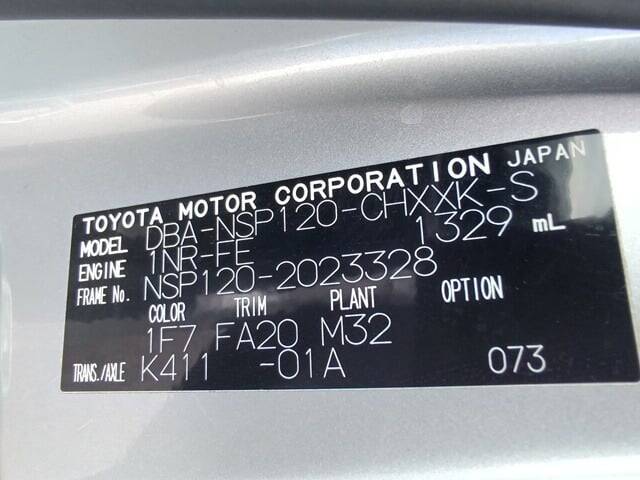 TOYOTA MOTOR CORPORATION JAPAN
MODEL DBA-NSP120-CHXXK-S
ENGINE 1NR-FE 1329 mL
FRAME No. NSP120-2023328
COLOR TRIM PLANT OPTION
1F7 FA20 M32
TRANS./AXLE K411 -01A 073